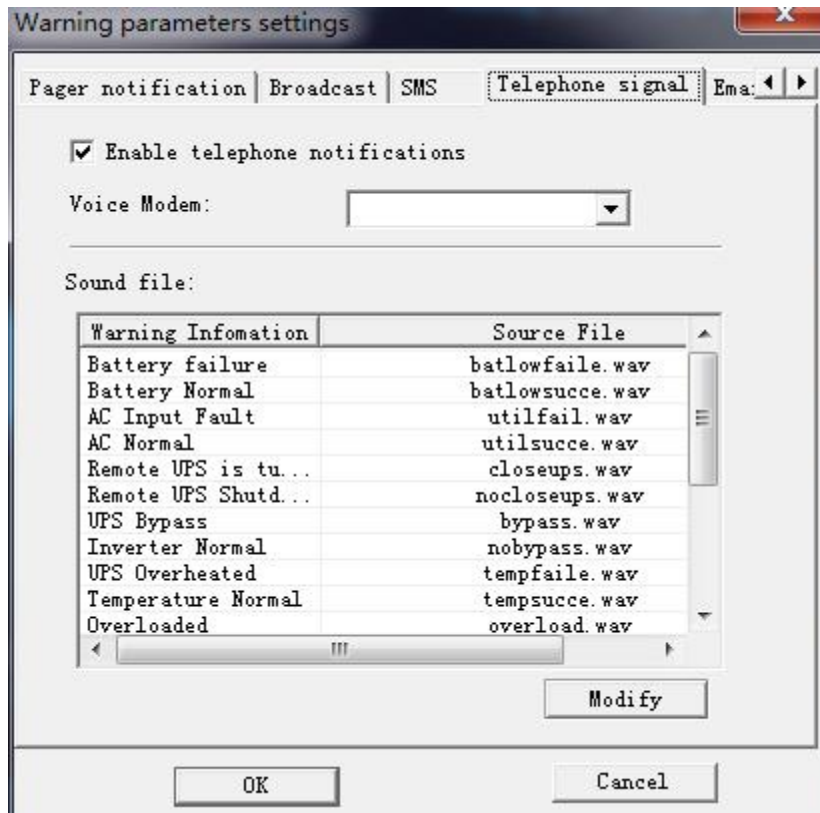 Warning parameters settings
Pager notification Broadcast SMS Telephone signal Ema
Enable telephone notifications
Voice Modem:
Sound file:
Warning Infomation Source File
Battery failure batlowfaile.wav
Battery Normal batlowsucce.wav
AC Input Fault utilfail.wav
AC Normal utilsucce.wav
Remote UPS is tu... closeups.wav
Remote UPS Shutd... nocloseups.wav
UPS Bypass bypass.wav
Inverter Normal nobypass.wav
UPS Overheated tempfaile.wav
Temperature Normal tempsucce.wav
Overloaded overload.wav
Modify
OK Cancel